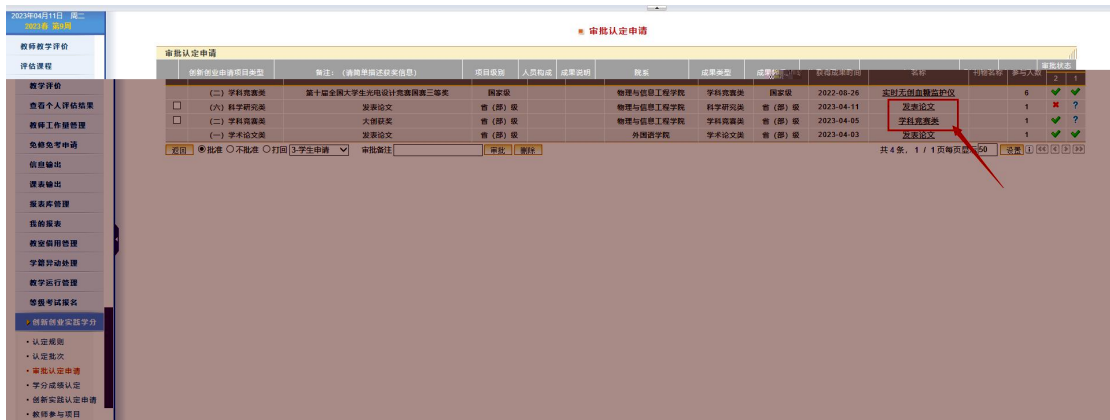 2023年04月11日 周二
2023春 第9周
教师教学评价
评估课程
教学评价
查看个人评估结果
教师工作量管理
免修免考申请
信息输出
课表输出
报表库管理
我的报表
教室借用管理
学籍异动处理
教学运行管理
等级考试报名
创新创业实践学分
• 认定规则
• 认定批次
• 审批认定申请
• 学分成绩认定
• 创新实践认定申请
• 教师参与项目
审批认定申请
审批认定申请
创新创业申请项目类型 备注：（请简单描述获奖信息） 项目级别 人员构成 成果说明 院系 成果类型 获得成果时间 名称 刊物名称 参与人数 审批状态
2 1
（二）学科竞赛类 第十届全国大学生光电设计竞赛国赛三等奖 国家级 物理与信息工程学院 学科竞赛类 国家级 2022-08-26 实时无创血糖监护仪 6
（六）科学研究类 发表论文 省（部）级 物理与信息工程学院 科学研究类 省（部）级 2023-04-11 发表论文 1 ?
（二）学科竞赛类 大创获奖 省（部）级 物理与信息工程学院 学科竞赛类 省（部）级 2023-04-05 学科竞赛类 1 ?
（一）学术论文类 发表论文 省（部）级 外国语学院 学术论文类 省（部）级 2023-04-03 发表论文 1
返回 批准 不批准 打回 3-学生申请 审批备注 审批 删除 共4条，1 / 1页每页 50 设置